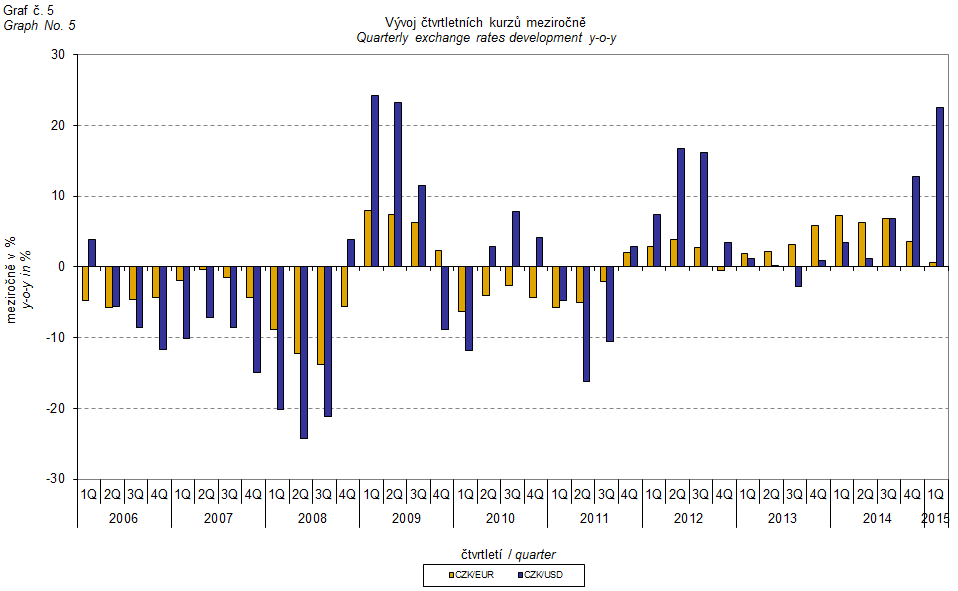 Graf č. 5
Graph No. 5
Vývoj čtvrtletních kurzů meziročně
Quarterly exchange rates development y-o-y
meziročně v %
y-o-y in %
30
20
10
0
-10
-20
-30
1Q 2Q 3Q 4Q 1Q 2Q 3Q 4Q 1Q 2Q 3Q 4Q 1Q 2Q 3Q 4Q 1Q 2Q 3Q 4Q 1Q 2Q 3Q 4Q 1Q 2Q 3Q 4Q 1Q 2Q 3Q 4Q 1Q 2Q 3Q 4Q 1Q
2006 2007 2008 2009 2010 2011 2012 2013 2014 2015
čtvrtletí / quarter
CZK/EUR CZK/USD